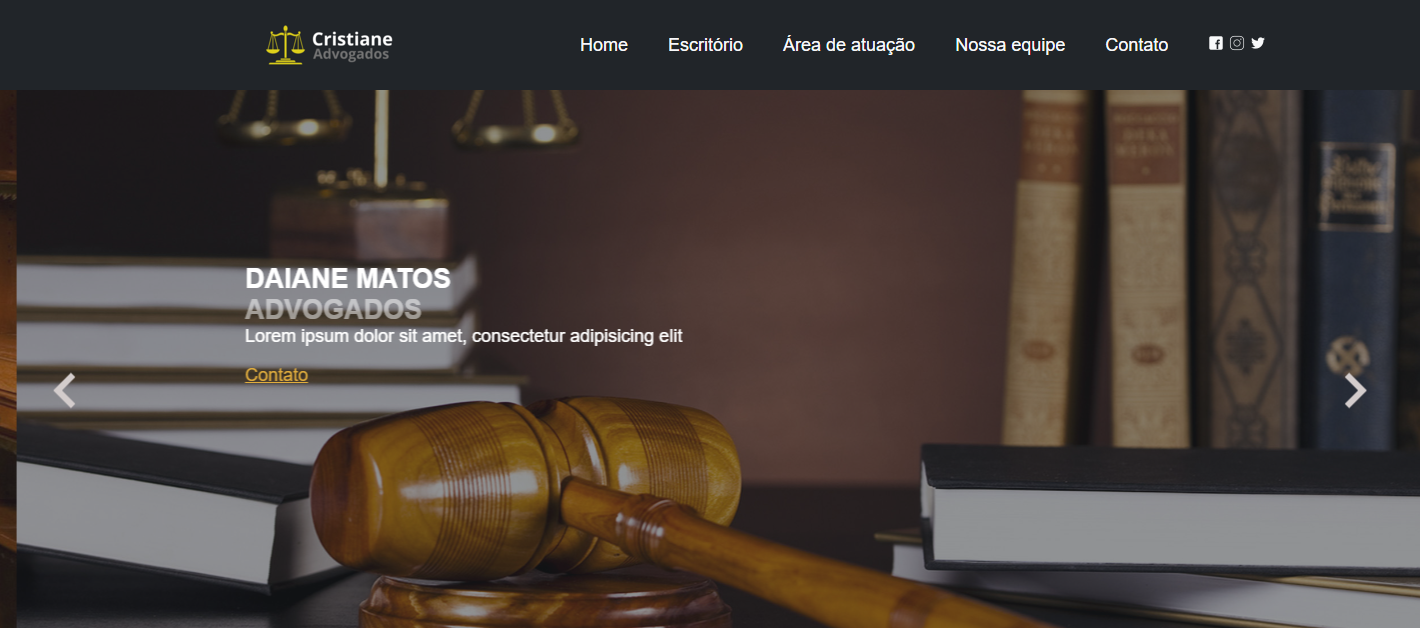 Cristiane
Advogados
Home Escritório Área de atuação Nossa equipe Contato
DAIANE MATOS
ADVOGADOS
Lorem ipsum dolor sit amet, consectetur adipisicing elit
Contato